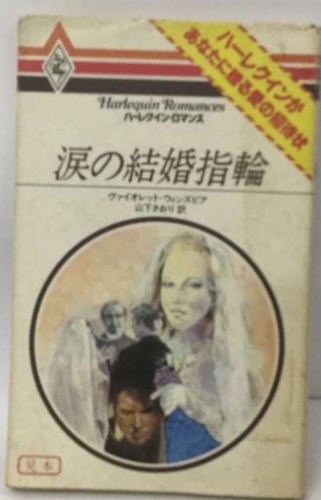 ハーレクインが
あなたに贈る愛の招待状
Harlequin Romances
ハーレクイン・ロマンス
涙の結婚指輪
ヴァイオレット・ウィンズピア
山下さおり 訳
見本